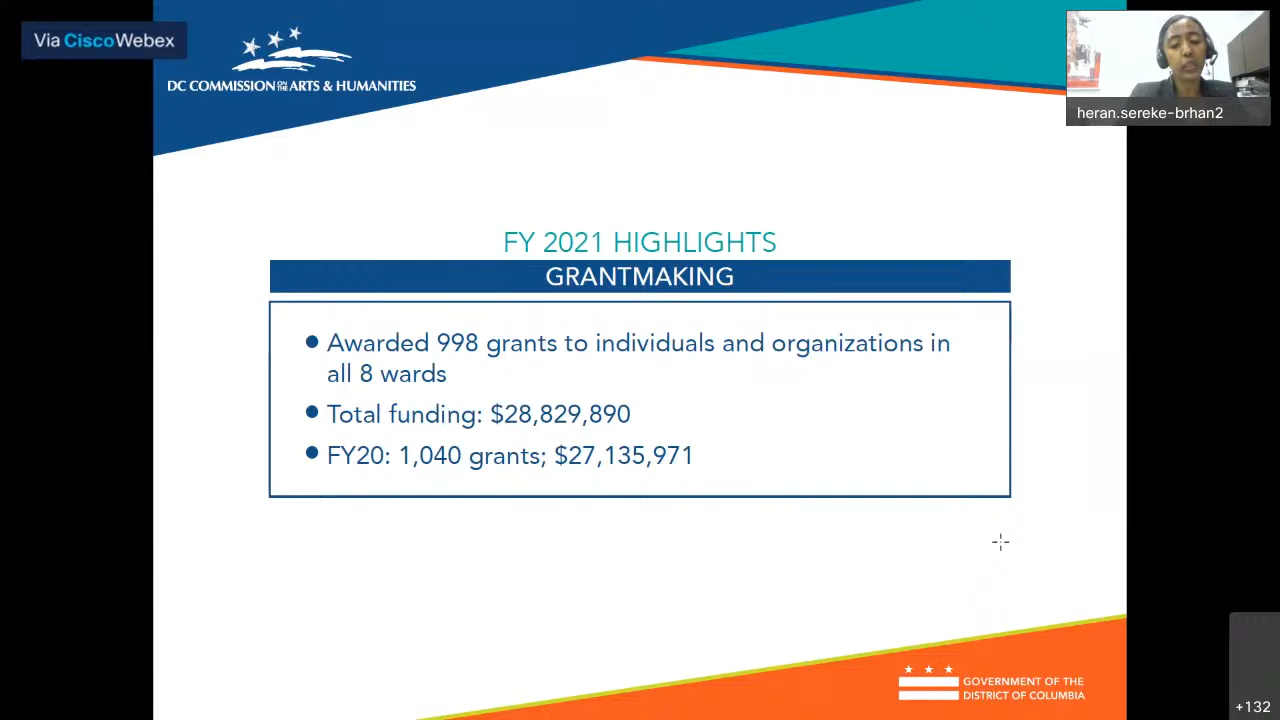 Via CiscoWebex
DC COMMISSION ON THE ARTS & HUMANITIES
heran.sereke-brhan2
FY 2021 HIGHLIGHTS
GRANTMAKING
• Awarded 998 grants to individuals and organizations in
all 8 wards
• Total funding: $28,829,890
• FY20: 1,040 grants; $27,135,971
GOVERNMENT OF THE
DISTRICT OF COLUMBIA
+132